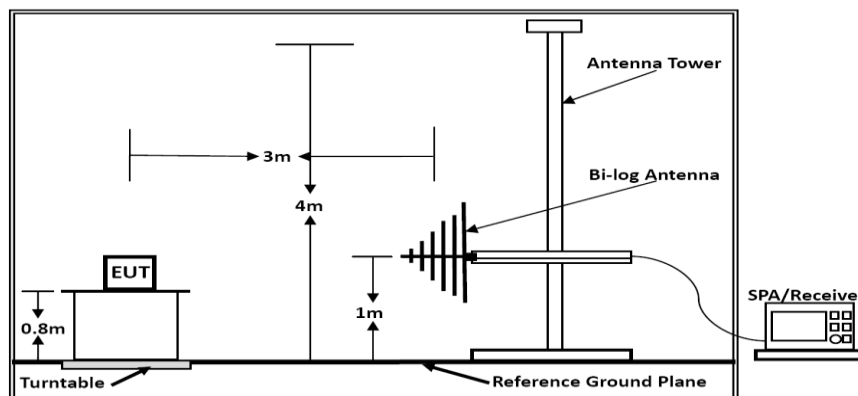 Antenna Tower
3m
Bi-log Antenna
4m
EUT
0.8m
1m
SPA/Receive
Turntable
Reference Ground Plane